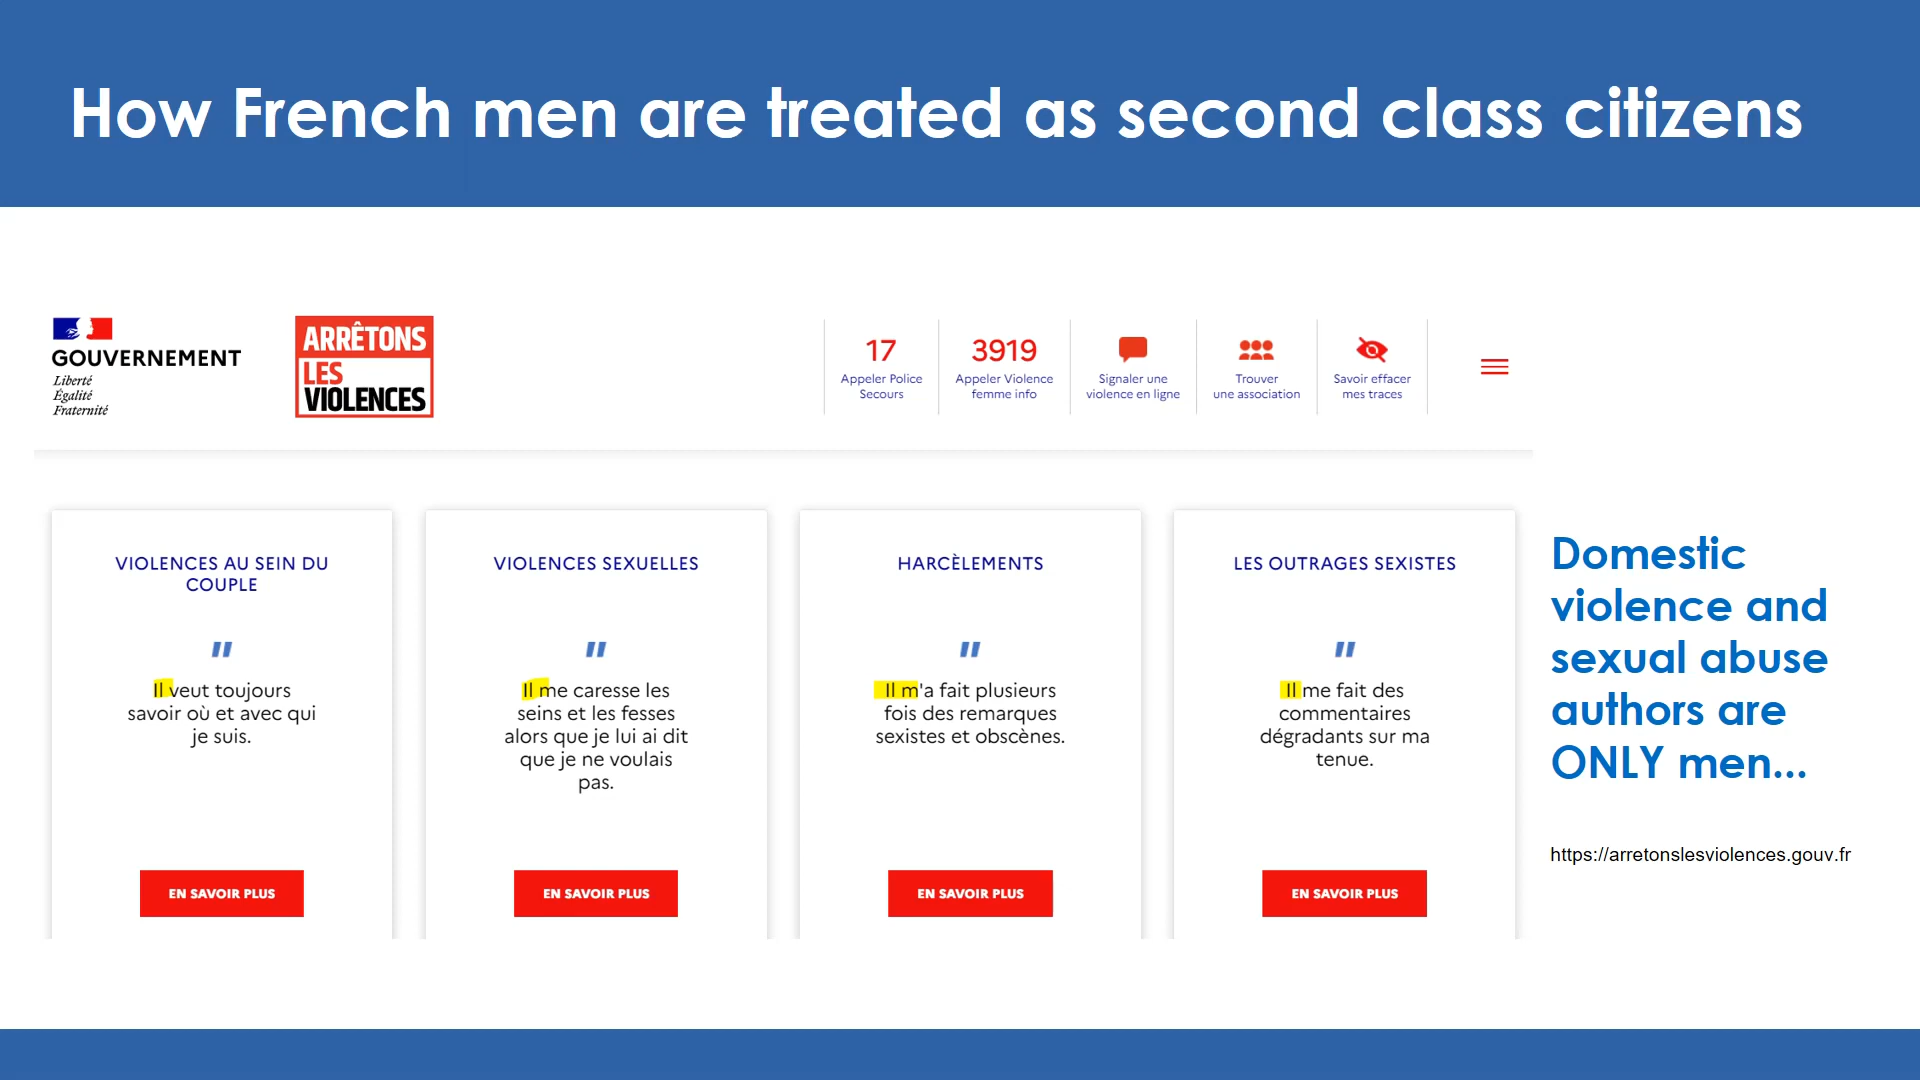 How French men are treated as second class citizens
GOUVERNEMENT
Liberté
Égalité
Fraternité
ARRÊTONS
LES
VIOLENCES
17
Appeler Police
Secours
3919
Appeler Violence
femme info
Signaler une
violence en ligne
Trouver
une association
Savoir effacer
mes traces
VIOLENCES AU SEIN DU
COUPLE
"
Il veut toujours
savoir où et avec qui
je suis.
EN SAVOIR PLUS
VIOLENCES SEXUELLES
"
Il me caresse les
seins et les fesses
alors que je lui ai dit
que je ne voulais
pas.
EN SAVOIR PLUS
HARCÈLEMENTS
"
Il m'a fait plusieurs
fois des remarques
sexistes et obscènes.
EN SAVOIR PLUS
LES OUTRAGES SEXISTES
"
Il me fait des
commentaires
dégradants sur ma
tenue.
EN SAVOIR PLUS
Domestic
violence and
sexual abuse
authors are
ONLY men...
https://arretonslesviolences.gouv.fr